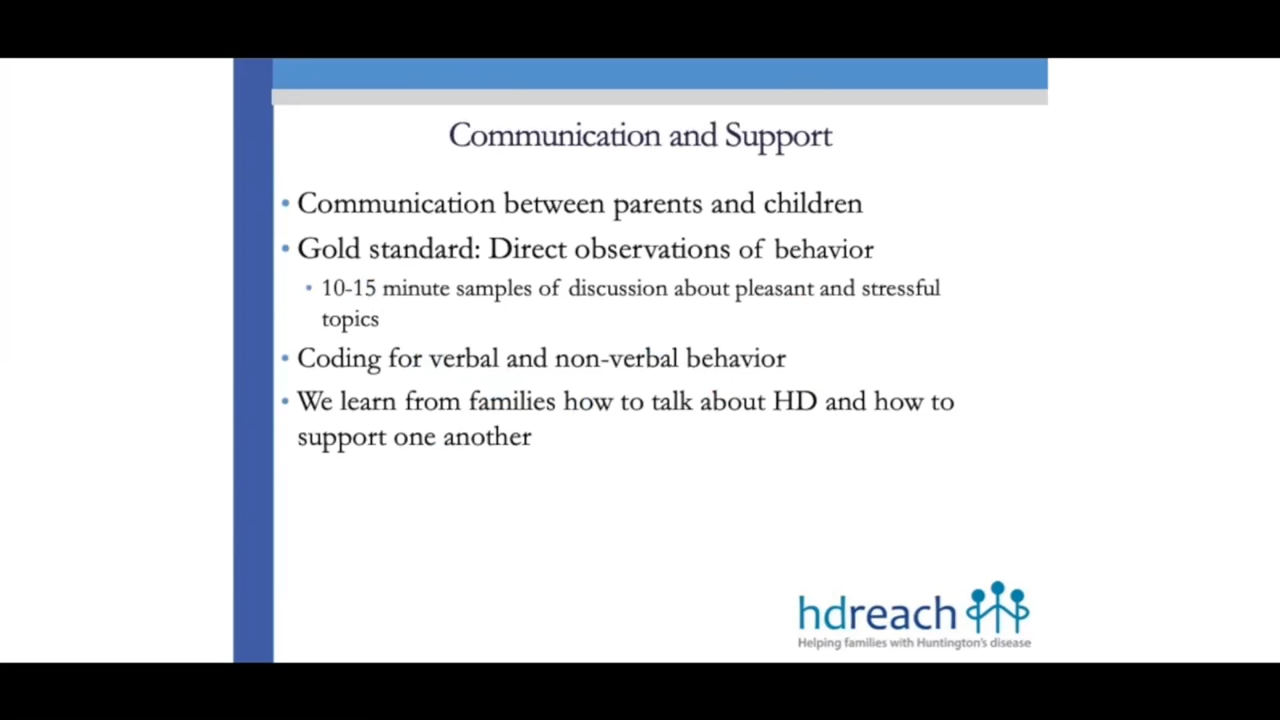 Communication and Support
• Communication between parents and children
• Gold standard: Direct observations of behavior
• 10-15 minute samples of discussion about pleasant and stressful
topics
• Coding for verbal and non-verbal behavior
• We learn from families how to talk about HD and how to
support one another
hdreach
Helping families with Huntington's disease